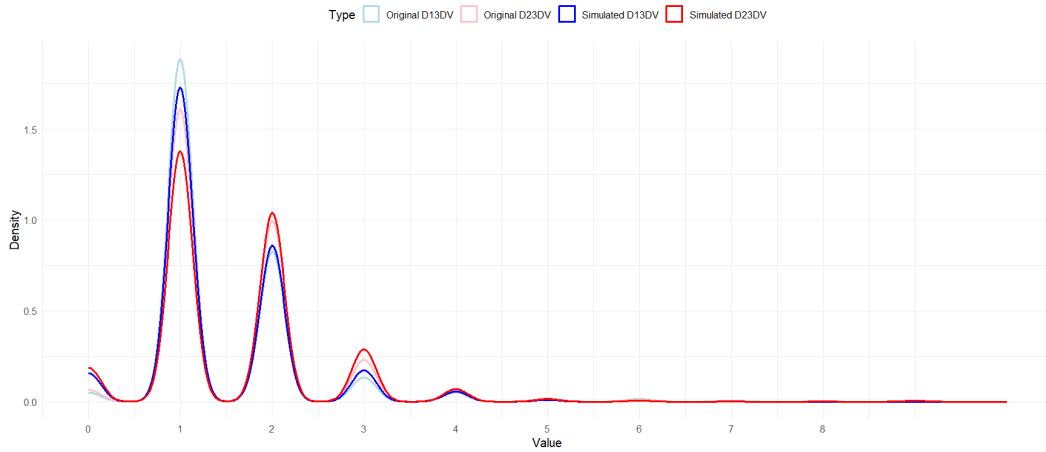 Type Original D13DV Original D23DV Simulated D13DV Simulated D23DV
1.5
1.0
0.5
0.0
Density
0 1 2 3 4 5 6 7 8
Value